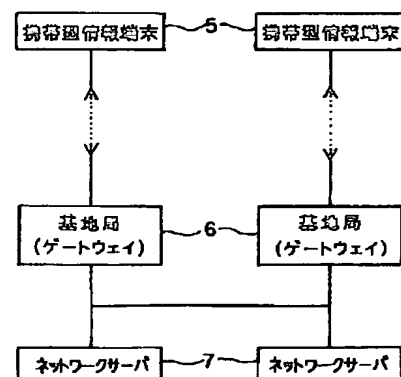 携帯型情報端末 5 携帯型情報端末
基地局 6 基地局
(ゲートウェイ) (ゲートウェイ)
ネットワークサーバ 7 ネットワークサーバ